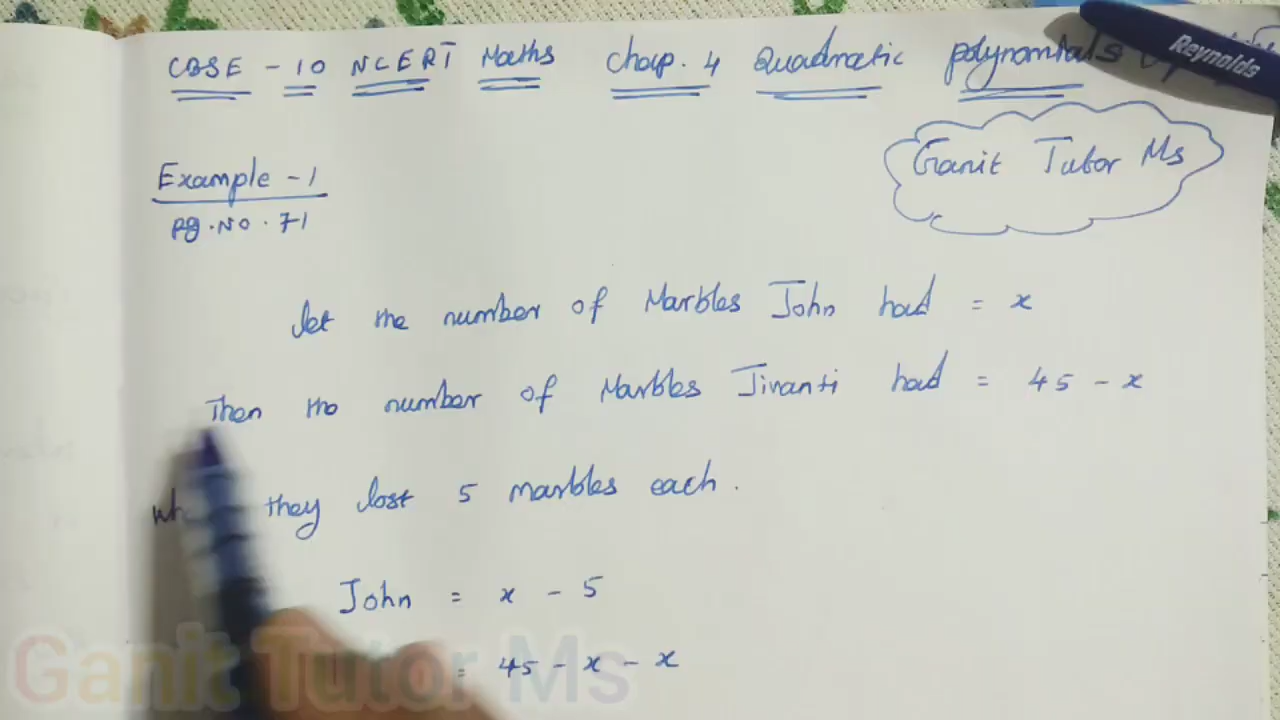 CBSE - 10 NCERT Maths Chap. 4 Quadratic polynomials
Reynolds
Ganit Tutor Ms
Example - 1
Pg. No. 71
let the number of Marbles John had = x
Then the number of Marbles Jivanti had = 45 - x
they lost 5 marbles each.
John = x - 5
= 45 - x - x
Ganit Tutor Ms